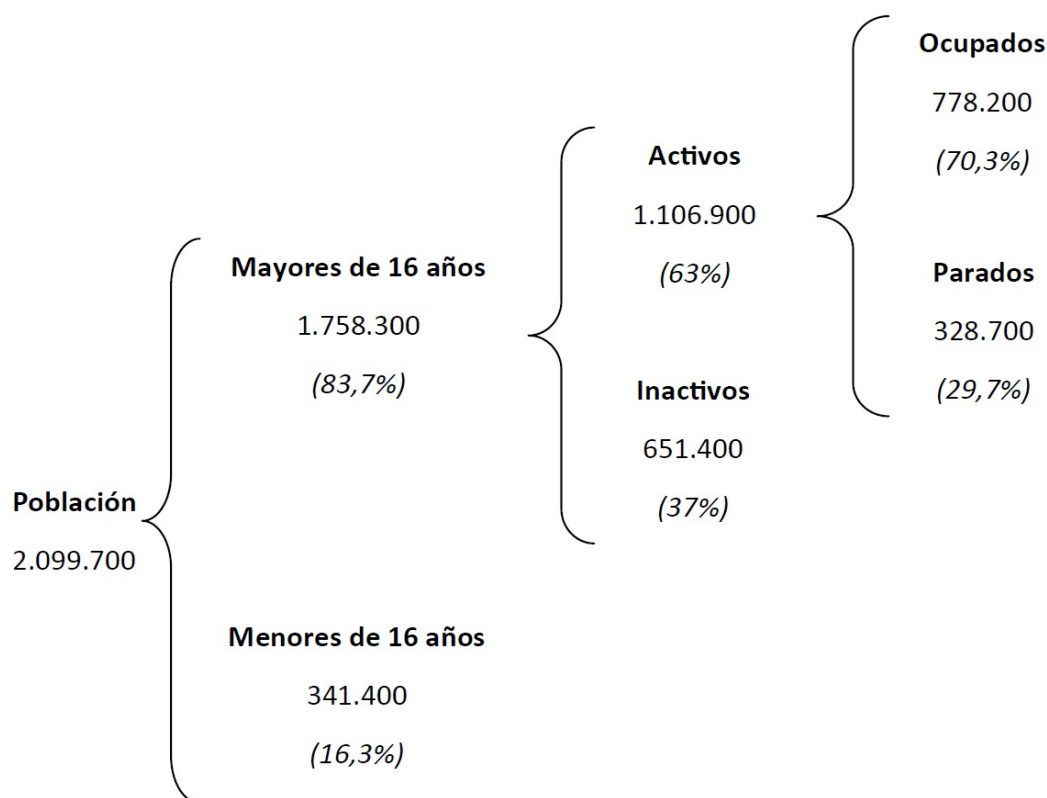 Población
2.099.700
Mayores de 16 años
1.758.300
(83,7%)
Menores de 16 años
341.400
(16,3%)
Activos
1.106.900
(63%)
Inactivos
651.400
(37%)
Ocupados
778.200
(70,3%)
Parados
328.700
(29,7%)